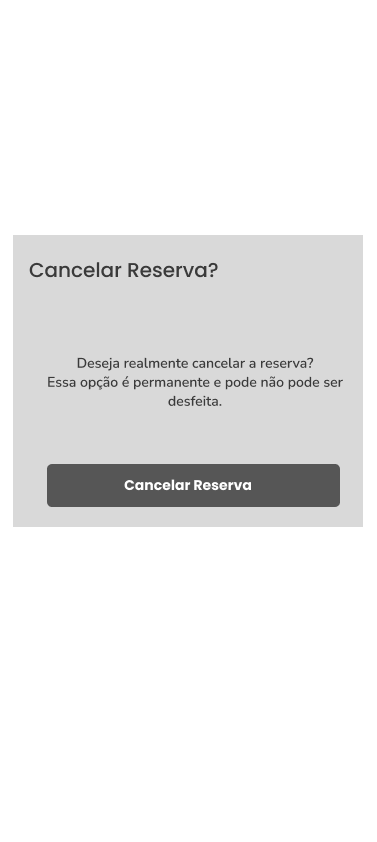 Cancelar Reserva?
Deseja realmente cancelar a reserva?
Essa opção é permanente e pode não pode ser
desfeita.
Cancelar Reserva